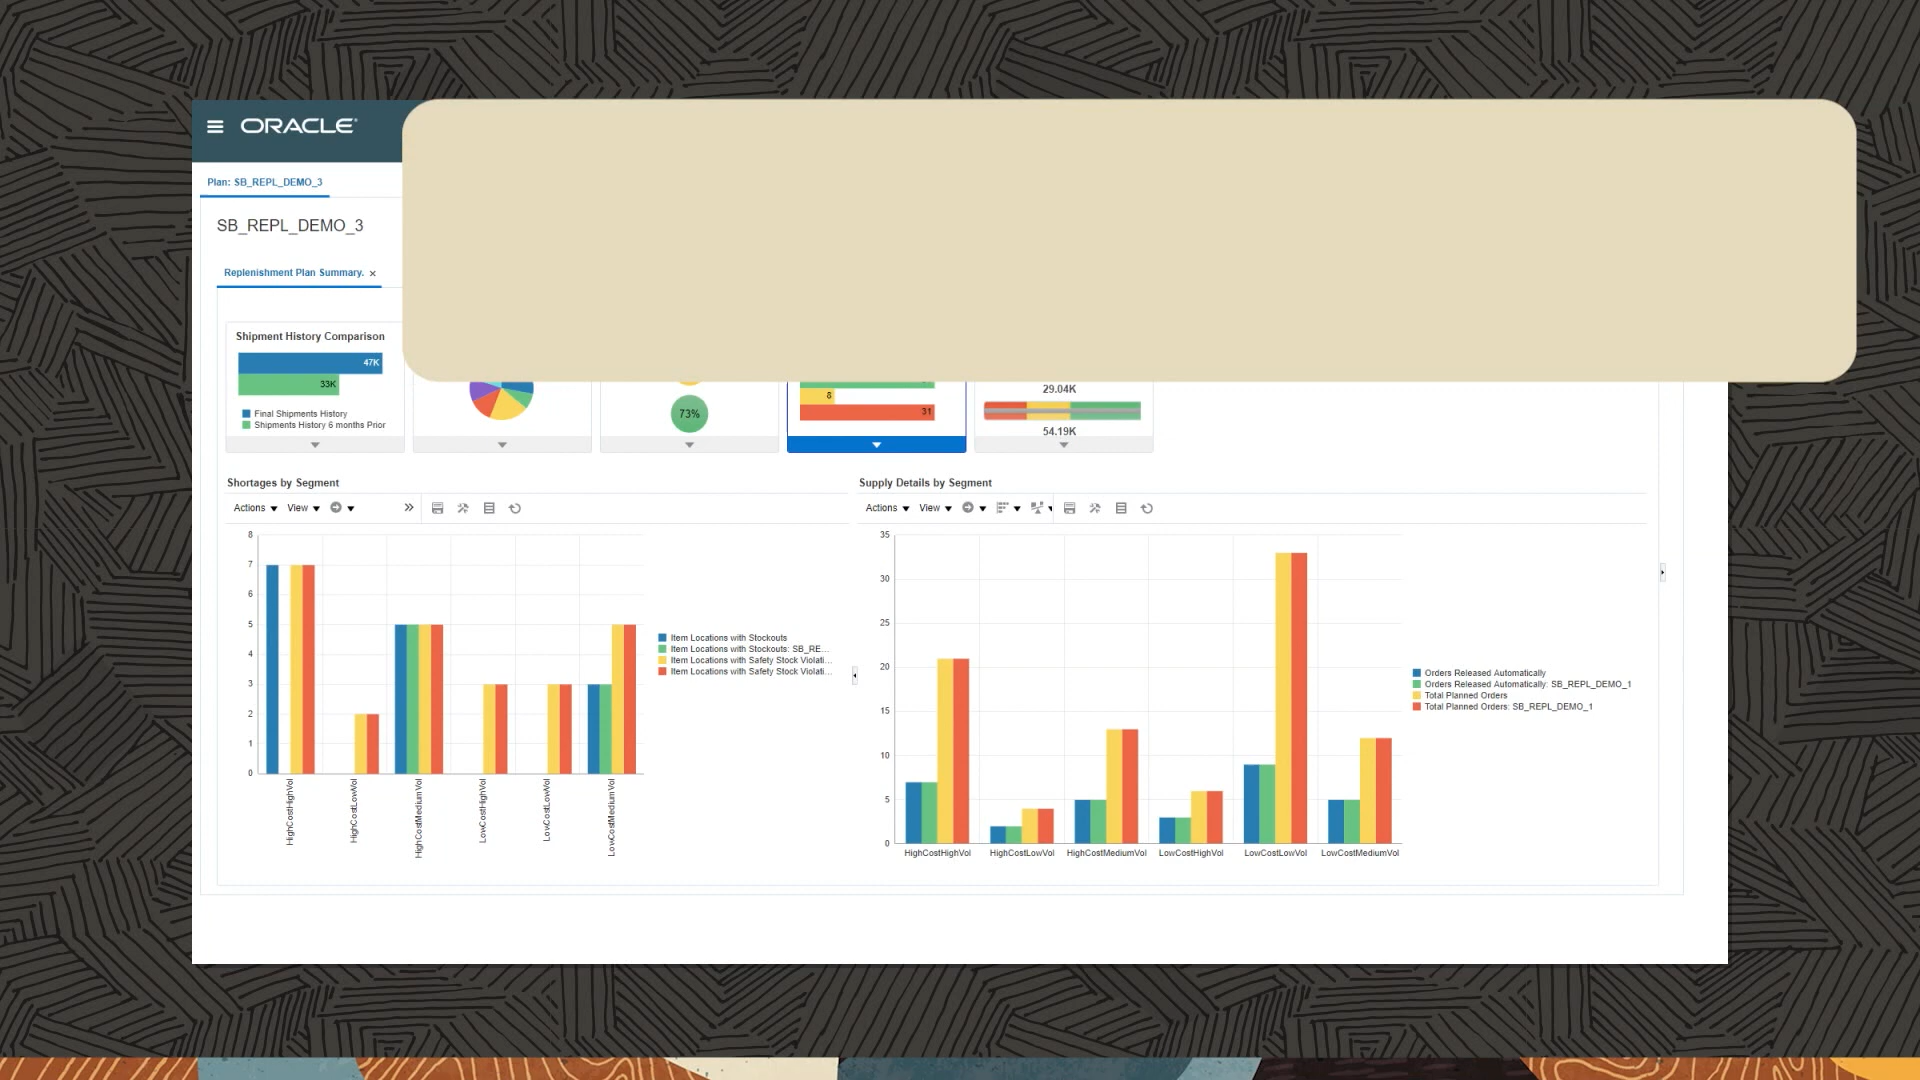 ORACLE
Plan: SB_REPL_DEMO_3
SB_REPL_DEMO_3
Replenishment Plan Summary. ×
Shipment History Comparison
47K
33K
Final Shipments History
Shipments History 6 months Prior
73%
8
31
29.04K
54.19K
Shortages by Segment
Actions View
8
7
6
5
4
3
2
1
0
HighCostHighVol
HighCostLowVol
HighCostMediumVol
LowCostHighVol
LowCostLowVol
LowCostMediumVol
Item Locations with Stockouts
Item Locations with Stockouts: SB_RE...
Item Locations with Safety Stock Violati...
Item Locations with Safety Stock Violati...
Supply Details by Segment
Actions View
35
30
25
20
15
10
5
0
HighCostHighVol HighCostLowVol HighCostMediumVol LowCostHighVol LowCostLowVol LowCostMediumVol
Orders Released Automatically
Orders Released Automatically: SB_REPL_DEMO_1
Total Planned Orders
Total Planned Orders: SB_REPL_DEMO_1